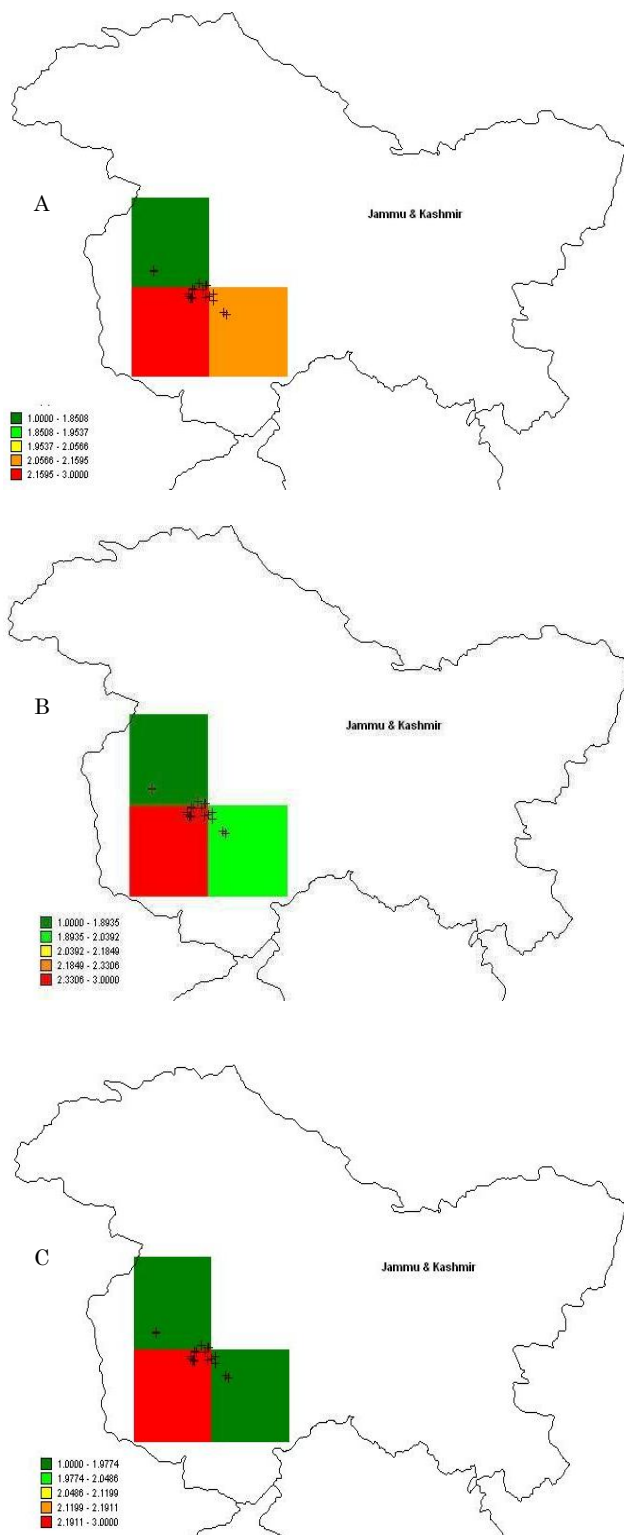 A
Jammu & Kashmir
1.0000 - 1.8508
1.8508 - 1.9537
1.9537 - 2.0566
2.0566 - 2.1595
2.1595 - 3.0000
B
Jammu & Kashmir
1.0000 - 1.8935
1.8935 - 2.0392
2.0392 - 2.1849
2.1849 - 2.3306
2.3306 - 3.0000
C
Jammu & Kashmir
1.0000 - 1.9774
1.9774 - 2.0486
2.0486 - 2.1199
2.1199 - 2.1911
2.1911 - 3.0000